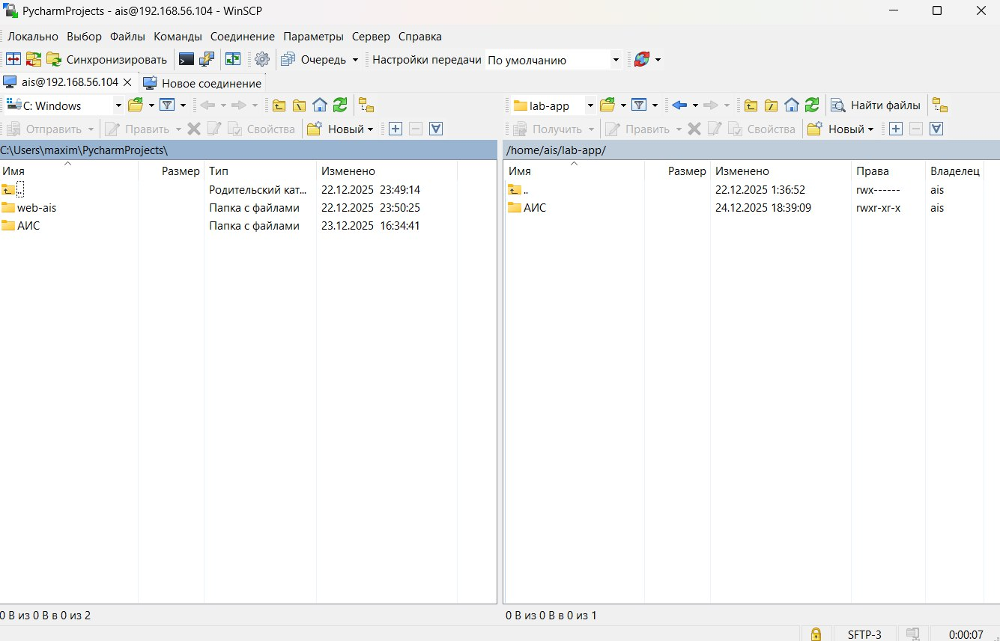 PycharmProjects - ais@192.168.56.104 - WinSCP
Локально Выбор Файлы Команды Соединение Параметры Сервер Справка
Синхронизировать Очередь Настройки передачи По умолчанию
ais@192.168.56.104 Новое соединение
C: Windows
lab-app Найти файлы
Отправить Править Свойства Новый
Получить Править Свойства Новый
C:\Users\maxim\PycharmProjects\
Имя Размер Тип Изменено
.. Родительский кат... 22.12.2025 23:49:14
web-ais Папка с файлами 22.12.2025 23:50:25
АИС Папка с файлами 23.12.2025 16:34:41
0 B из 0 B в 0 из 2
/home/ais/lab-app/
Имя Размер Изменено Права Владелец
.. 22.12.2025 1:36:52 rwx------ ais
АИС 24.12.2025 18:39:09 rwxr-xr-x ais
0 B из 0 B в 0 из 1
SFTP-3 0:00:07